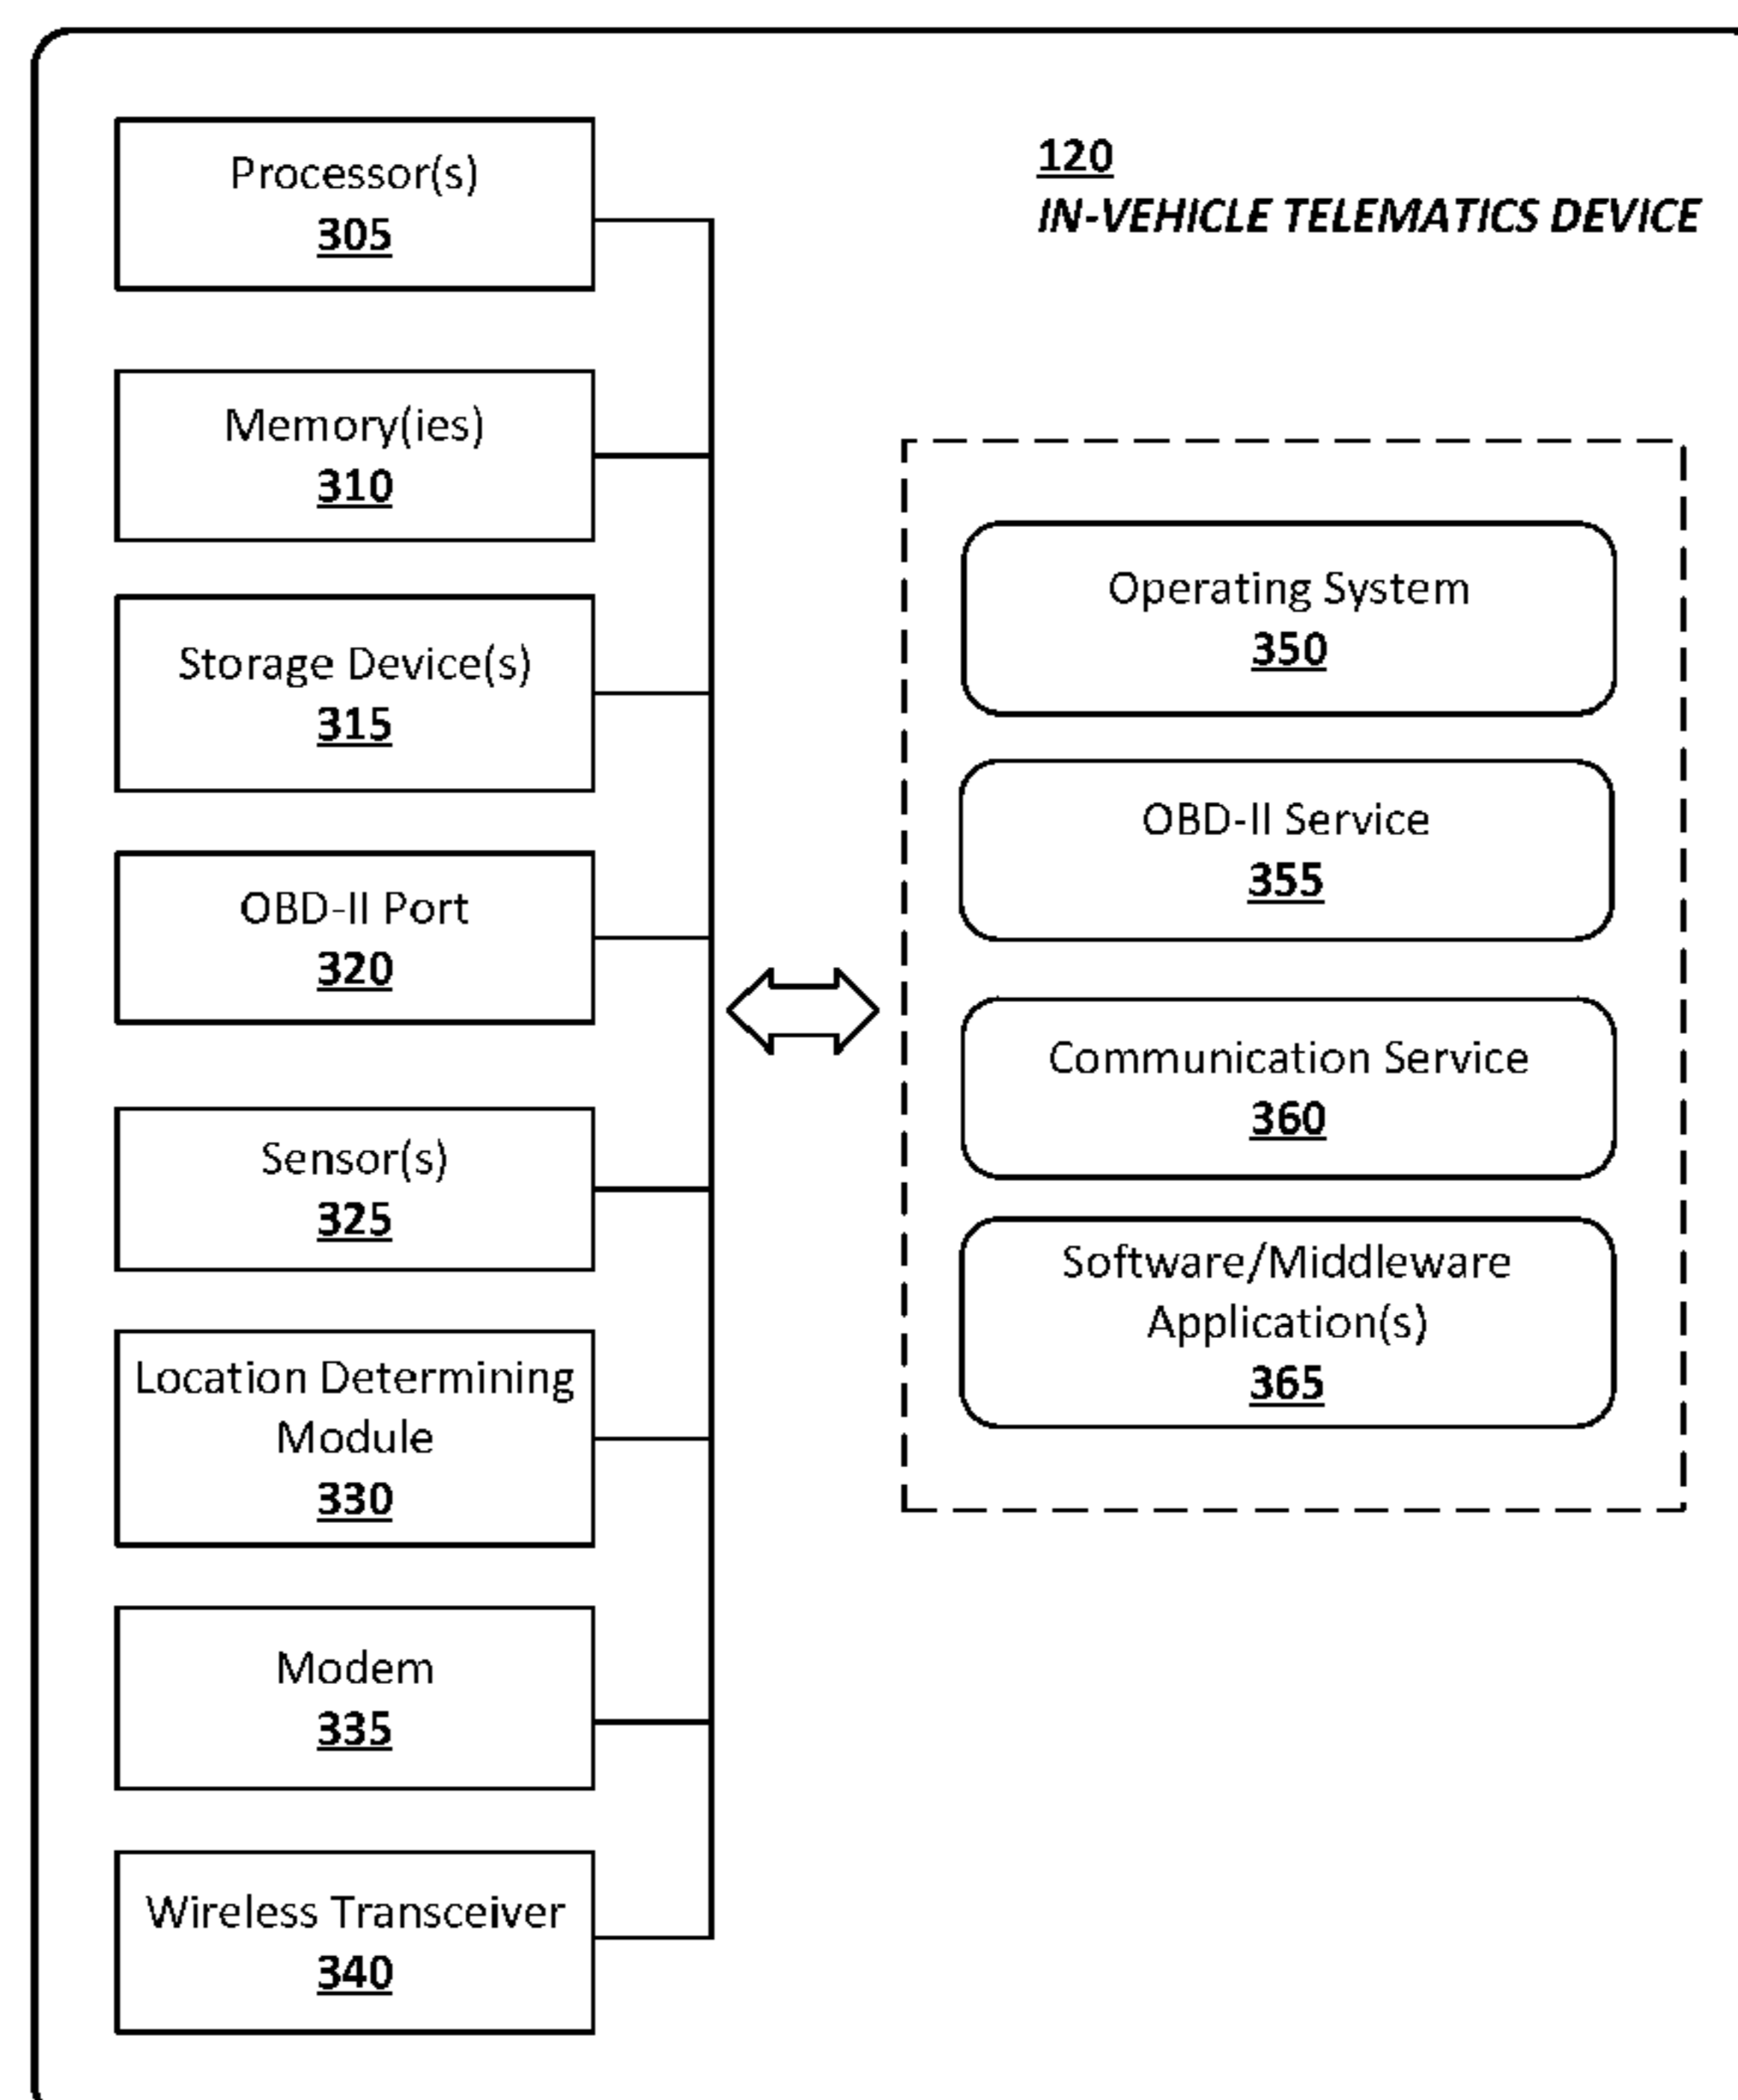 Processor(s)
305
Memory(ies)
310
Storage Device(s)
315
OBD-II Port
320
Sensor(s)
325
Location Determining
Module
330
Modem
335
Wireless Transceiver
340
120
IN-VEHICLE TELEMATICS DEVICE
Operating System
350
OBD-II Service
355
Communication Service
360
Software/Middleware
Application(s)
365